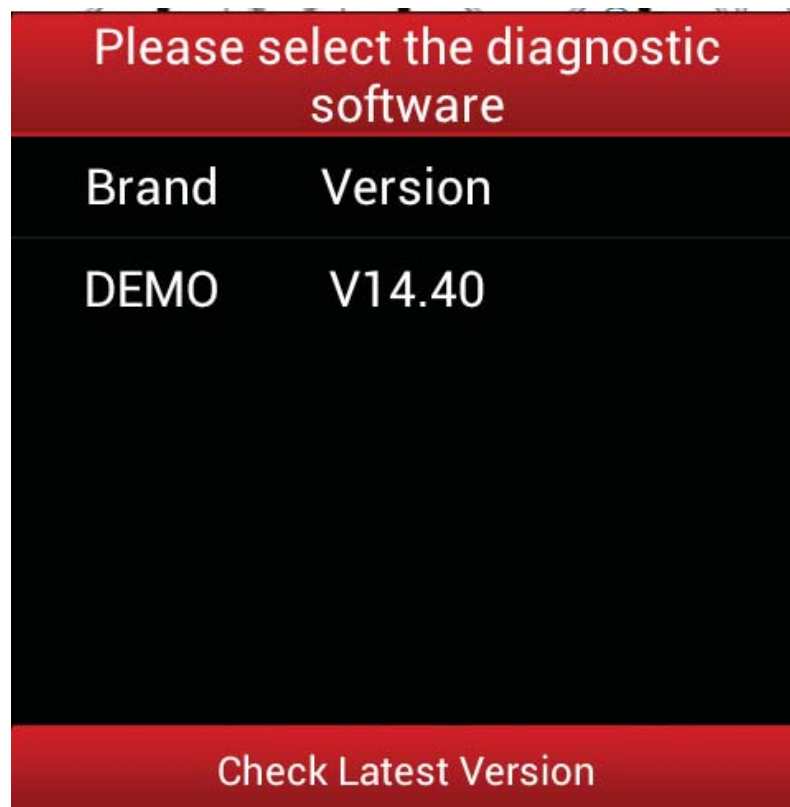 Please select the diagnostic
software
Brand Version
DEMO V14.40
Check Latest Version